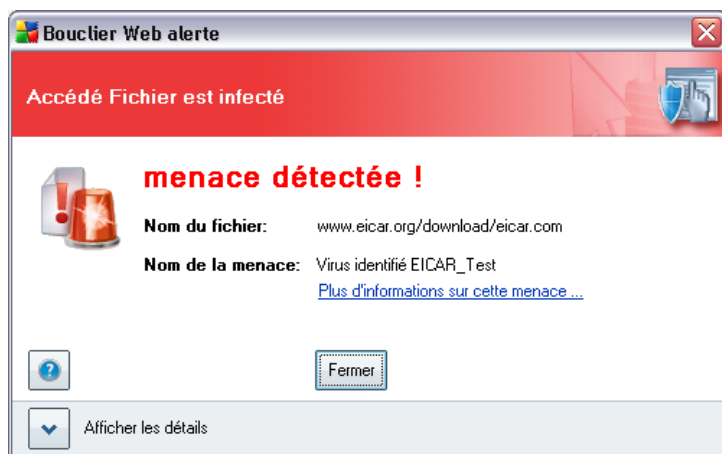 Bouclier Web alerte
Accédé Fichier est infecté
menace détectée !
Nom du fichier: www.eicar.org/download/eicar.com
Nom de la menace: Virus identifié EICAR_Test
Plus d'informations sur cette menace ...
Fermer
Afficher les détails